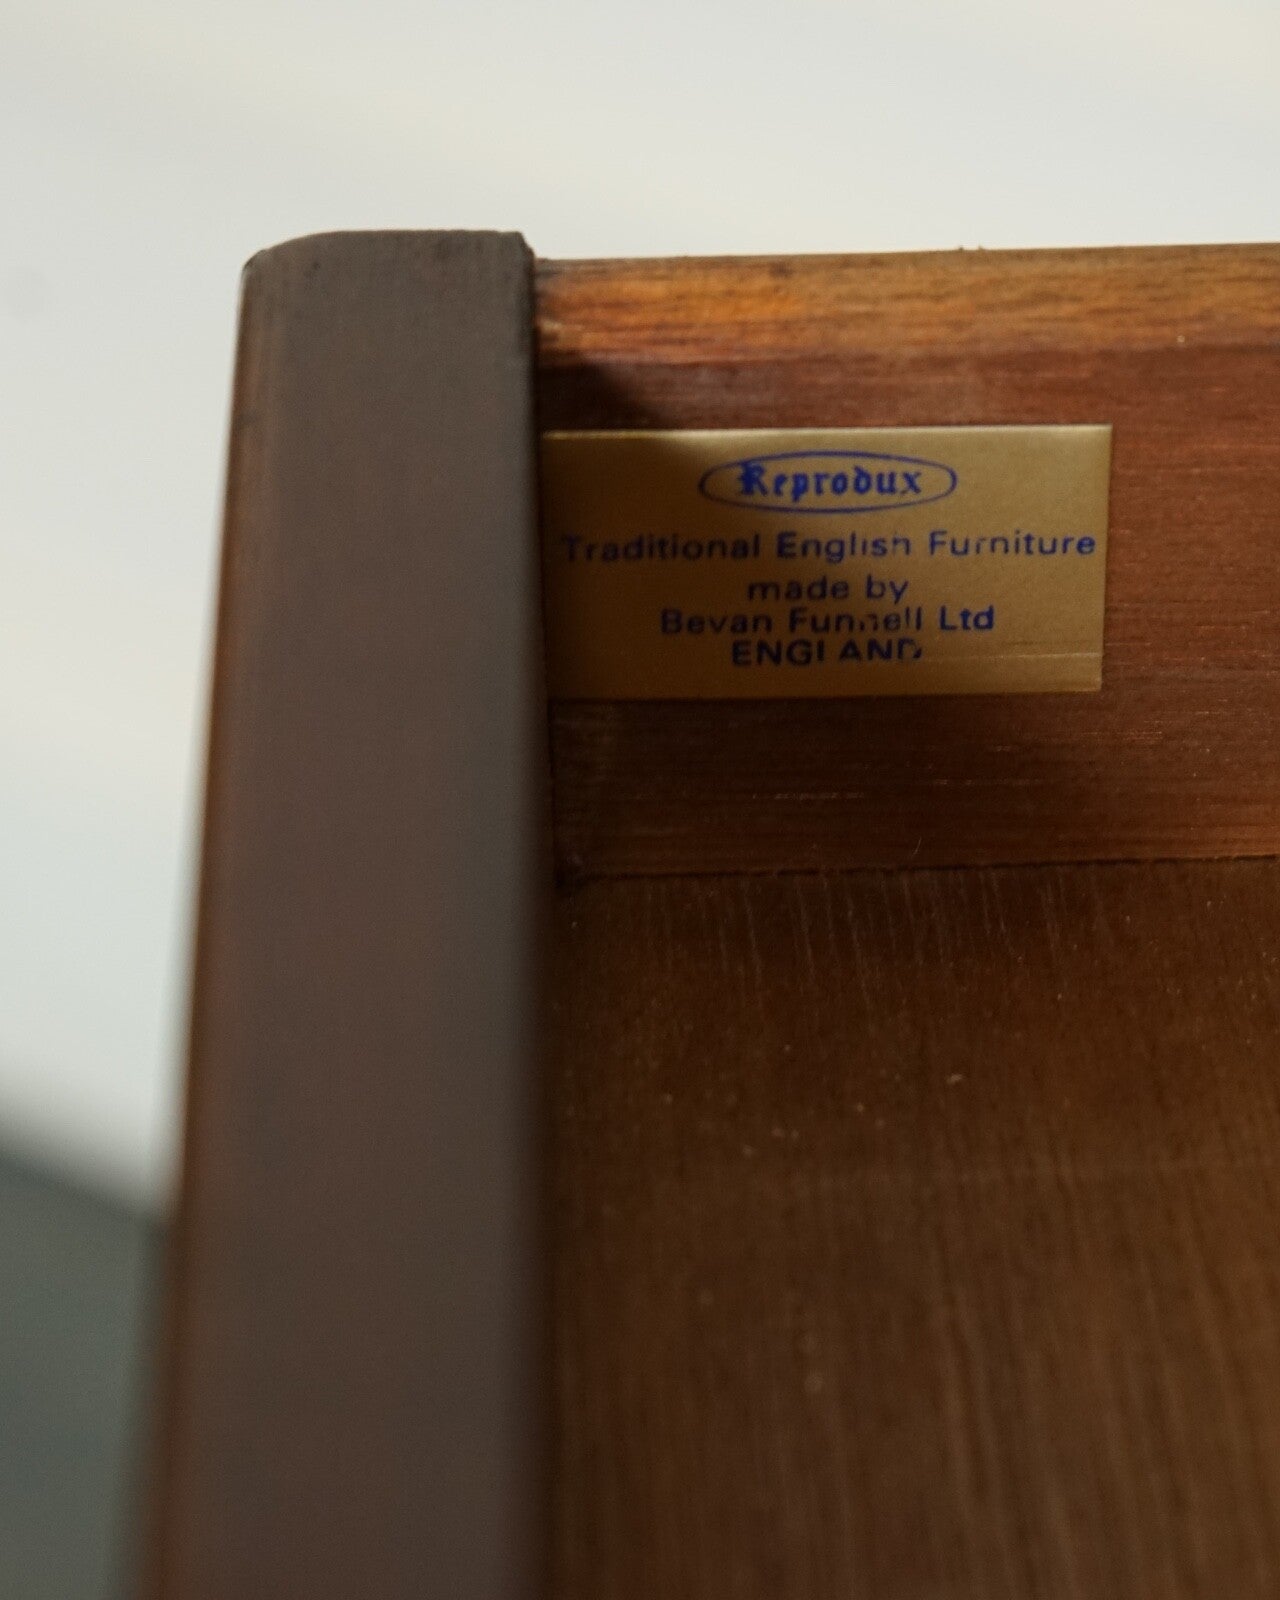 Reprodux
Traditional English Furniture
made by
Bevan Funnell Ltd
ENGLAND